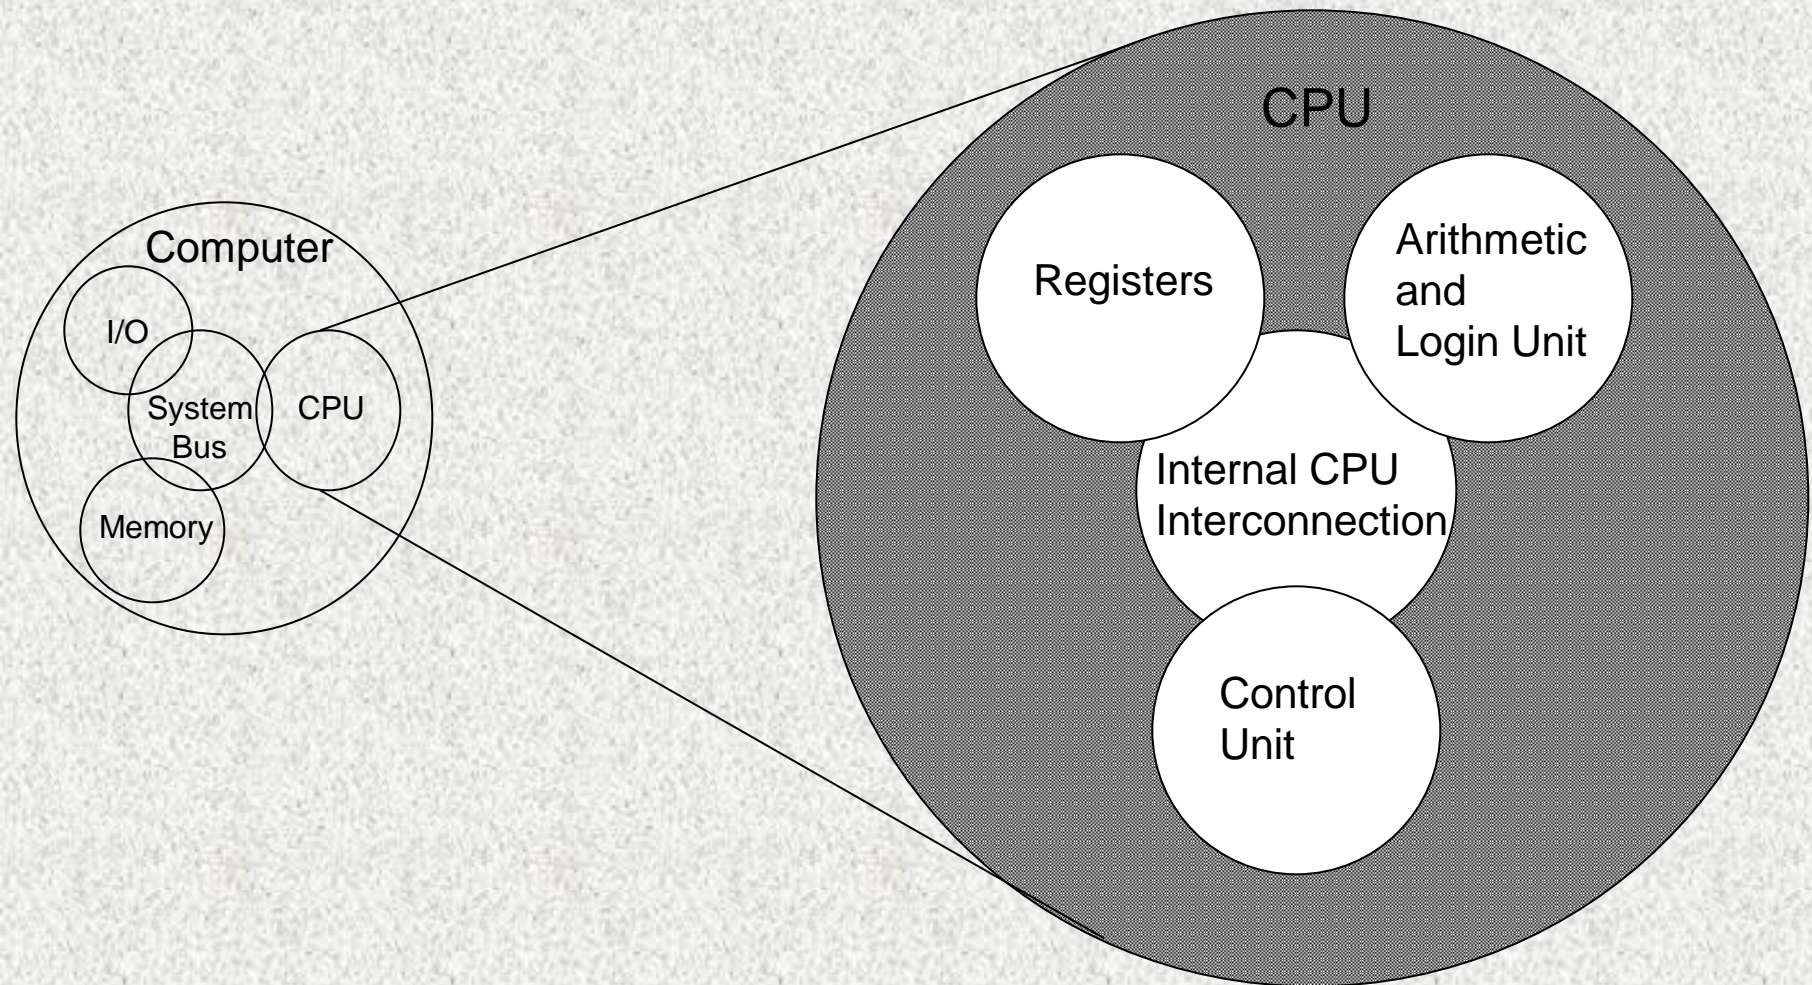 Computer
I/O
System
Bus
CPU
Memory
CPU
Registers
Arithmetic
and
Login Unit
Internal CPU
Interconnection
Control
Unit